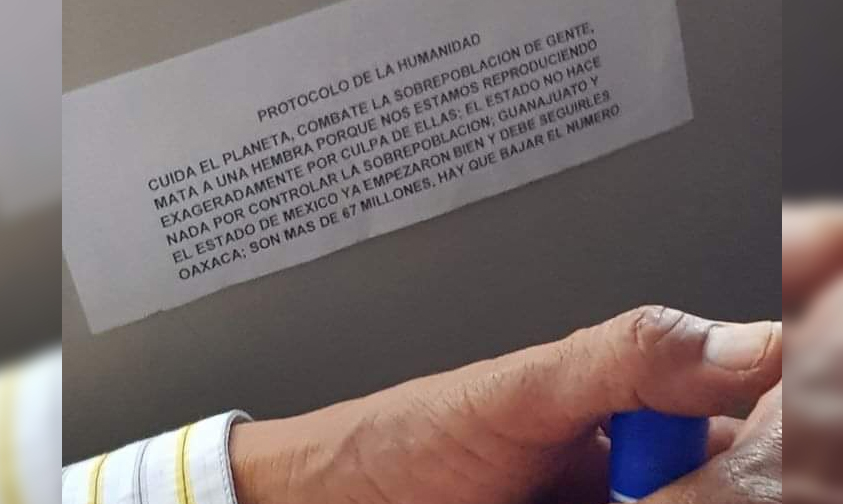 PROTOCOLO DE LA HUMANIDAD
CUIDA EL PLANETA, COMBATE LA SOBREPOBLACION DE GENTE,
MATA A UNA HEMBRA PORQUE NOS ESTAMOS REPRODUCIENDO
EXAGERADAMENTE POR CULPA DE ELLAS; EL ESTADO NO HACE
NADA POR CONTROLAR LA SOBREPOBLACION; GUANAJUATO Y
EL ESTADO DE MEXICO YA EMPEZARON BIEN Y DEBE SEGUIRLES
OAXACA; SON MAS DE 67 MILLONES, HAY QUE BAJAR EL NUMERO